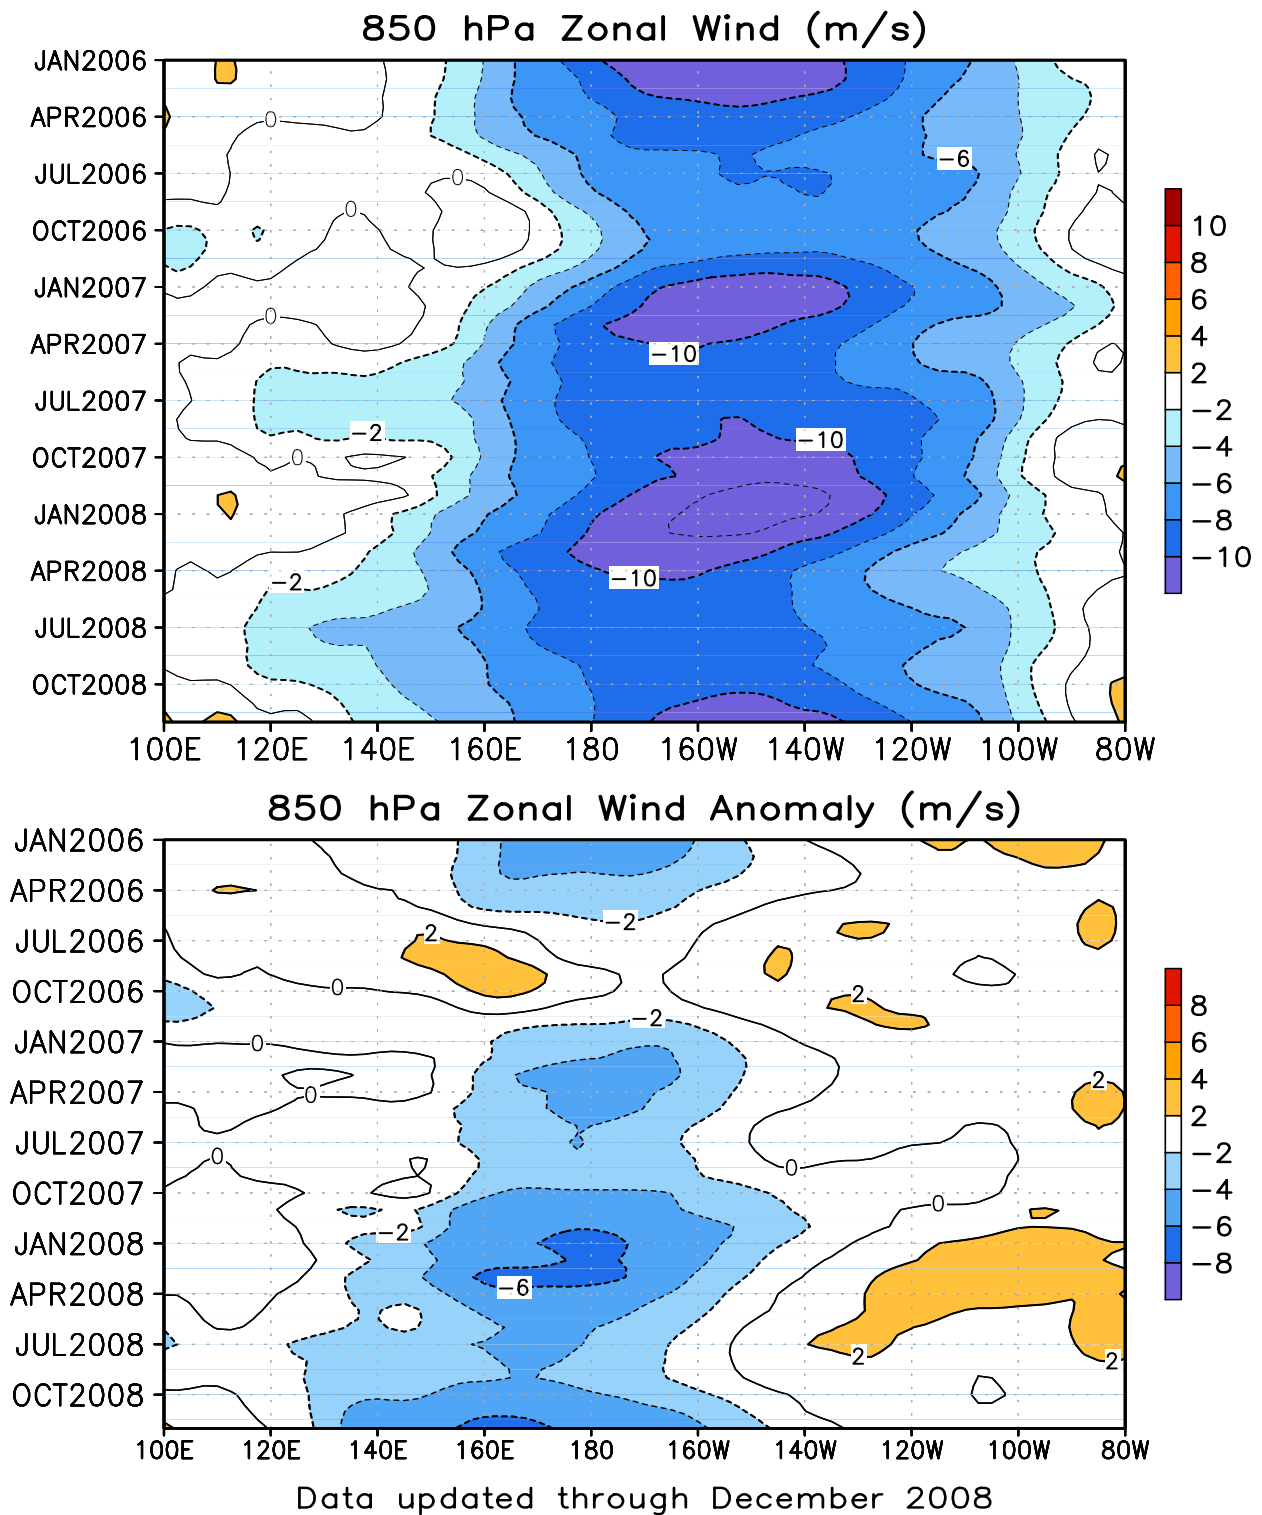 850 hPa Zonal Wind (m/s)
JAN2006
APR2006
JUL2006
OCT2006
JAN2007
APR2007
JUL2007
OCT2007
JAN2008
APR2008
JUL2008
OCT2008
0
0
0
0
0
-6
-10
-2
-10
-10
-2
100E 120E 140E 160E 180 160W 140W 120W 100W 80W
10
8
6
4
2
-2
-4
-6
-8
-10
850 hPa Zonal Wind Anomaly (m/s)
JAN2006
APR2006
JUL2006
OCT2006
JAN2007
APR2007
JUL2007
OCT2007
JAN2008
APR2008
JUL2008
OCT2008
-2
2
0
2
-2
0
2
0
0
0
0
-2
-6
2
2
100E 120E 140E 160E 180 160W 140W 120W 100W 80W
8
6
4
2
-2
-4
-6
-8
Data updated through December 2008